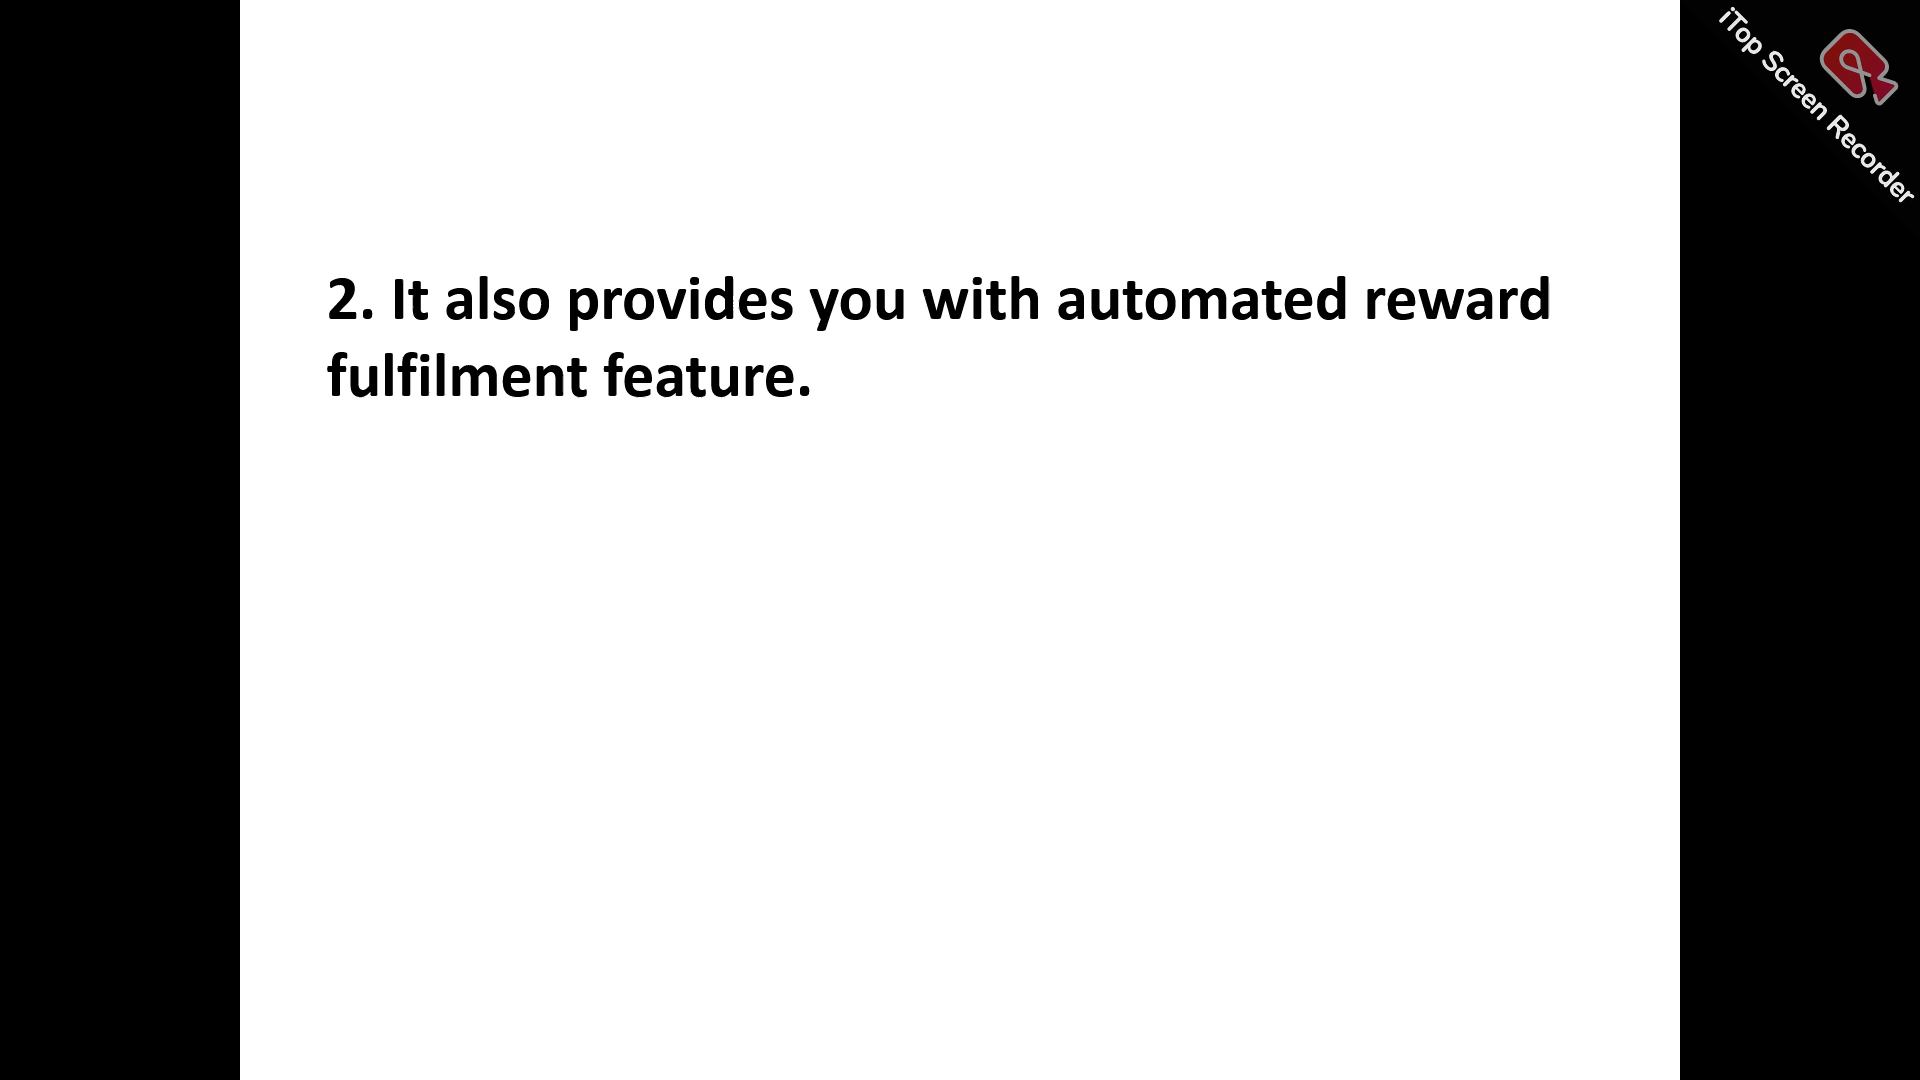 iTop Screen Recorder
2. It also provides you with automated reward
fulfilment feature.